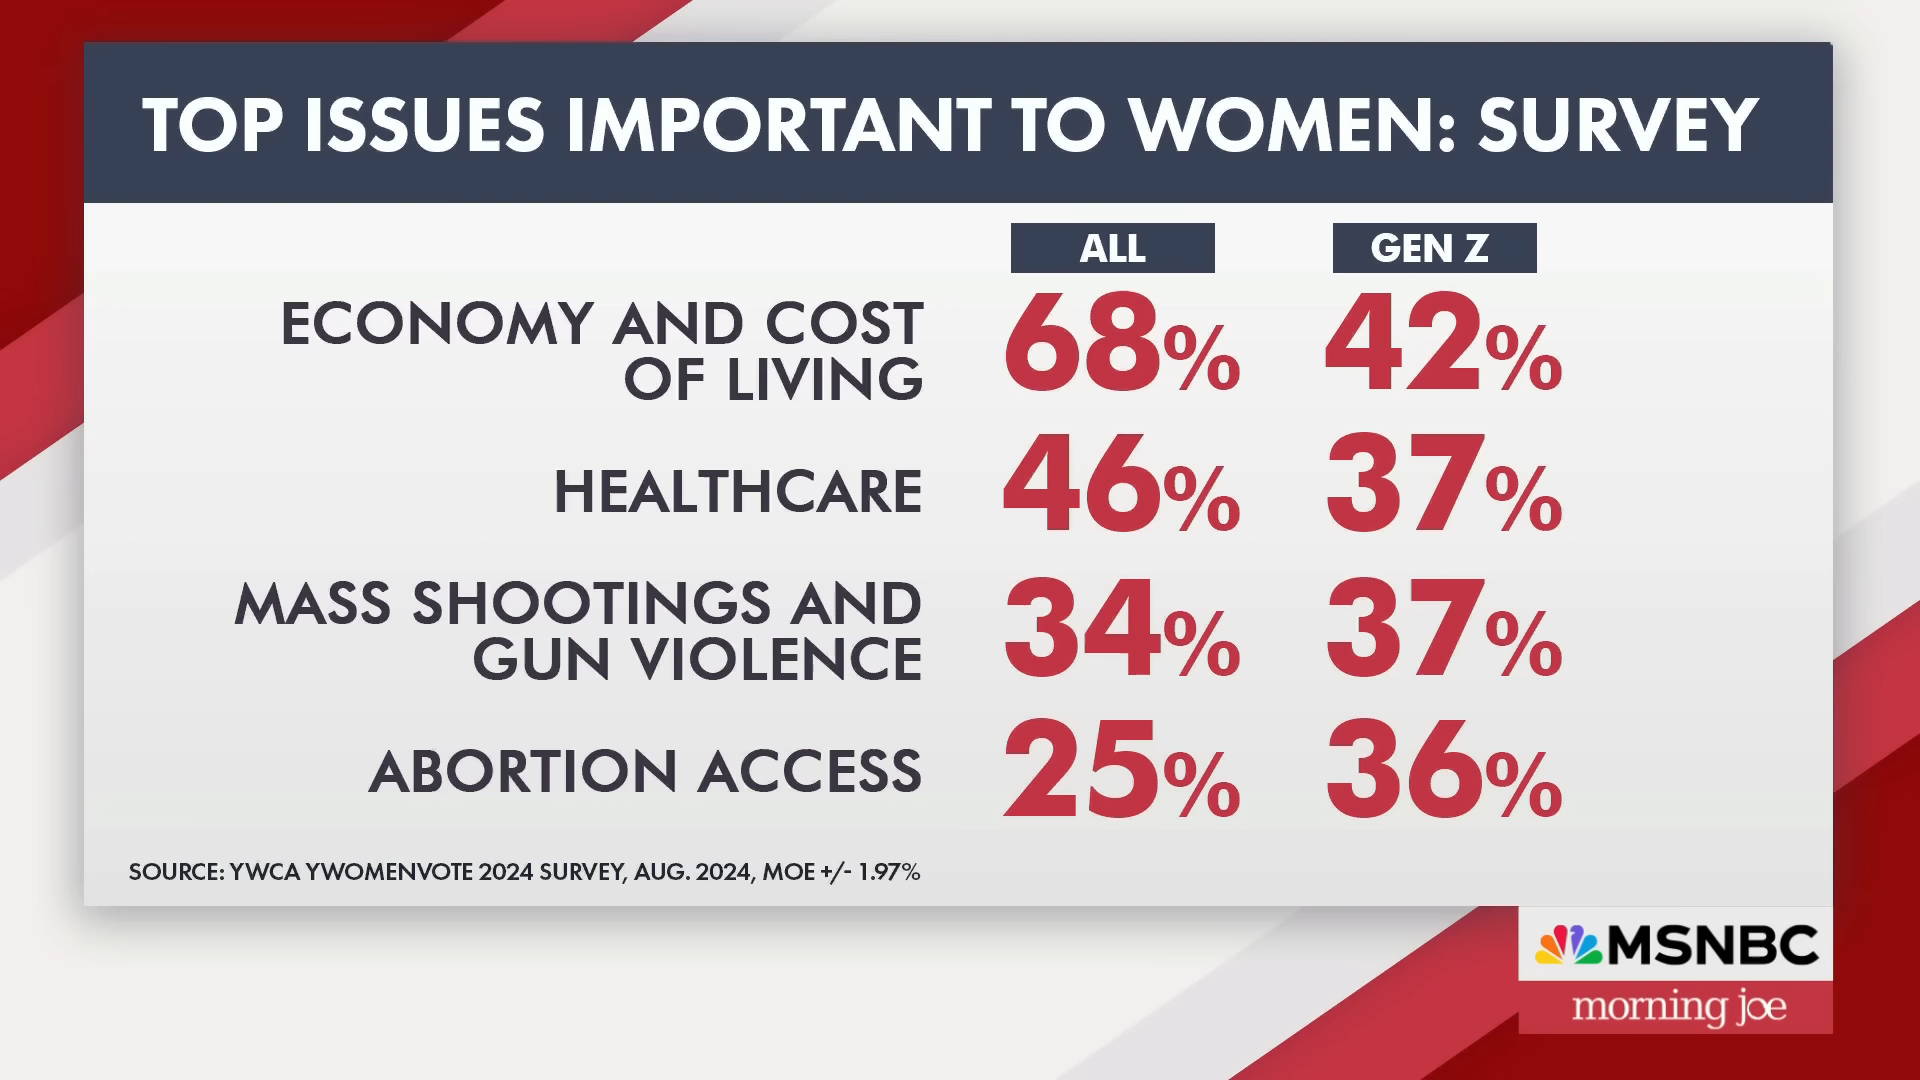 TOP ISSUES IMPORTANT TO WOMEN: SURVEY
ALL GEN Z
ECONOMY AND COST
OF LIVING
68% 42%
HEALTHCARE 46% 37%
MASS SHOOTINGS AND
GUN VIOLENCE
34% 37%
ABORTION ACCESS 25% 36%
SOURCE: YWCA YWOMENVOTE 2024 SURVEY, AUG. 2024, MOE +/- 1.97%
MSNBC
morning joe